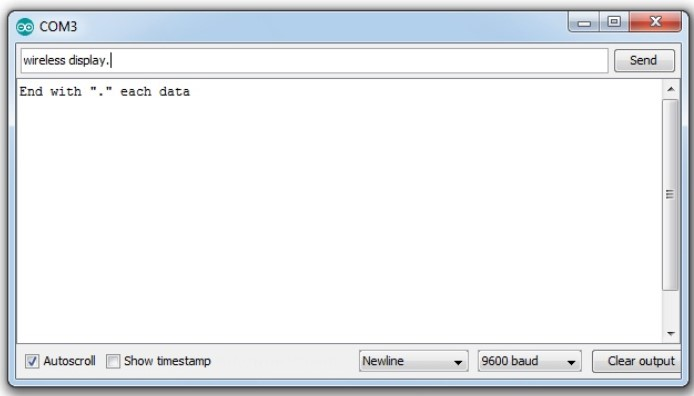 COM3
wireless display.
Send
End with "." each data
Autoscroll
Show timestamp
Newline
9600 baud
Clear output